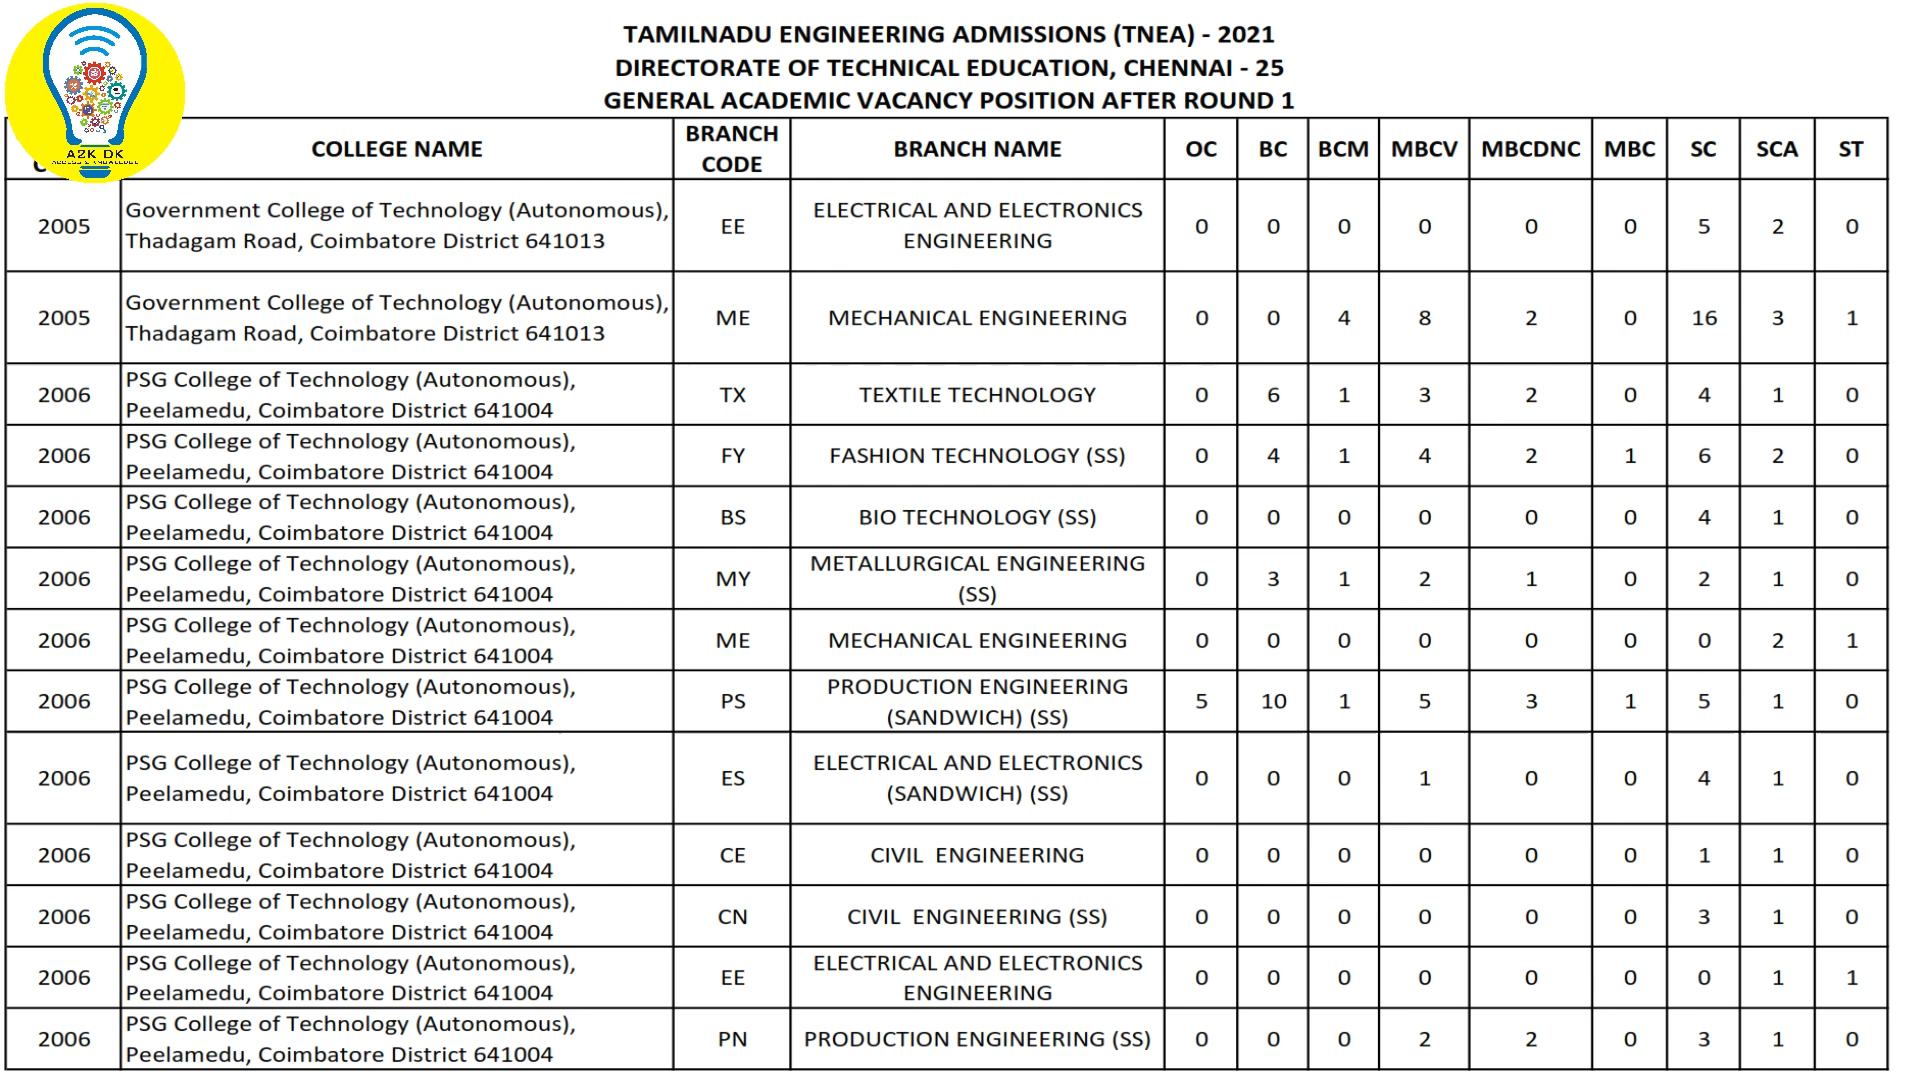 TAMILNADU ENGINEERING ADMISSIONS (TNEA) - 2021
DIRECTORATE OF TECHNICAL EDUCATION, CHENNAI - 25
GENERAL ACADEMIC VACANCY POSITION AFTER ROUND 1
A2K DK
COLLEGE NAME BRANCH CODE BRANCH NAME OC BC BCM MBCV MBCDNC MBC SC SCA ST
2005 Government College of Technology (Autonomous), Thadagam Road, Coimbatore District 641013 EE ELECTRICAL AND ELECTRONICS ENGINEERING 0 0 0 0 0 0 5 2 0
2005 Government College of Technology (Autonomous), Thadagam Road, Coimbatore District 641013 ME MECHANICAL ENGINEERING 0 0 4 8 2 0 16 3 1
2006 PSG College of Technology (Autonomous), Peelamedu, Coimbatore District 641004 TX TEXTILE TECHNOLOGY 0 6 1 3 2 0 4 1 0
2006 PSG College of Technology (Autonomous), Peelamedu, Coimbatore District 641004 FY FASHION TECHNOLOGY (SS) 0 4 1 4 2 1 6 2 0
2006 PSG College of Technology (Autonomous), Peelamedu, Coimbatore District 641004 BS BIO TECHNOLOGY (SS) 0 0 0 0 0 0 4 1 0
2006 PSG College of Technology (Autonomous), Peelamedu, Coimbatore District 641004 MY METALLURGICAL ENGINEERING (SS) 0 3 1 2 1 0 2 1 0
2006 PSG College of Technology (Autonomous), Peelamedu, Coimbatore District 641004 ME MECHANICAL ENGINEERING 0 0 0 0 0 0 0 2 1
2006 PSG College of Technology (Autonomous), Peelamedu, Coimbatore District 641004 PS PRODUCTION ENGINEERING (SANDWICH) (SS) 5 10 1 5 3 1 5 1 0
2006 PSG College of Technology (Autonomous), Peelamedu, Coimbatore District 641004 ES ELECTRICAL AND ELECTRONICS (SANDWICH) (SS) 0 0 0 1 0 0 4 1 0
2006 PSG College of Technology (Autonomous), Peelamedu, Coimbatore District 641004 CE CIVIL ENGINEERING 0 0 0 0 0 0 1 1 0
2006 PSG College of Technology (Autonomous), Peelamedu, Coimbatore District 641004 CN CIVIL ENGINEERING (SS) 0 0 0 0 0 0 3 1 0
2006 PSG College of Technology (Autonomous), Peelamedu, Coimbatore District 641004 EE ELECTRICAL AND ELECTRONICS ENGINEERING 0 0 0 0 0 0 0 1 1
2006 PSG College of Technology (Autonomous), Peelamedu, Coimbatore District 641004 PN PRODUCTION ENGINEERING (SS) 0 0 0 2 2 0 3 1 0